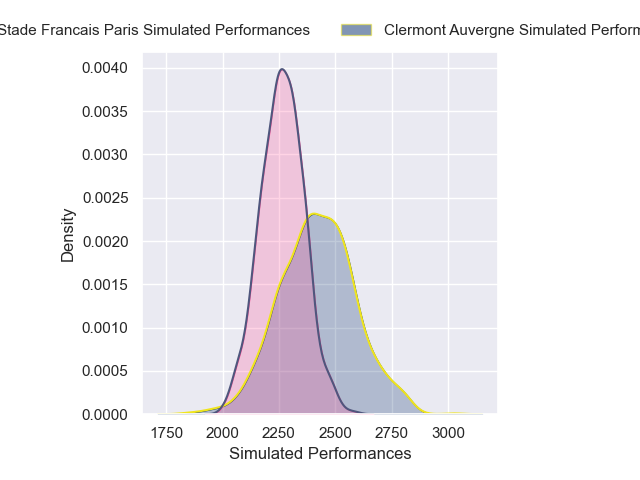 Stade Francais Paris Simulated Performances
Clermont Auvergne Simulated Perform
0.0040
0.0035
0.0030
0.0025
0.0020
0.0015
0.0010
0.0005
0.0000
Density
1750 2000 2250 2500 2750 3000
Simulated Performances